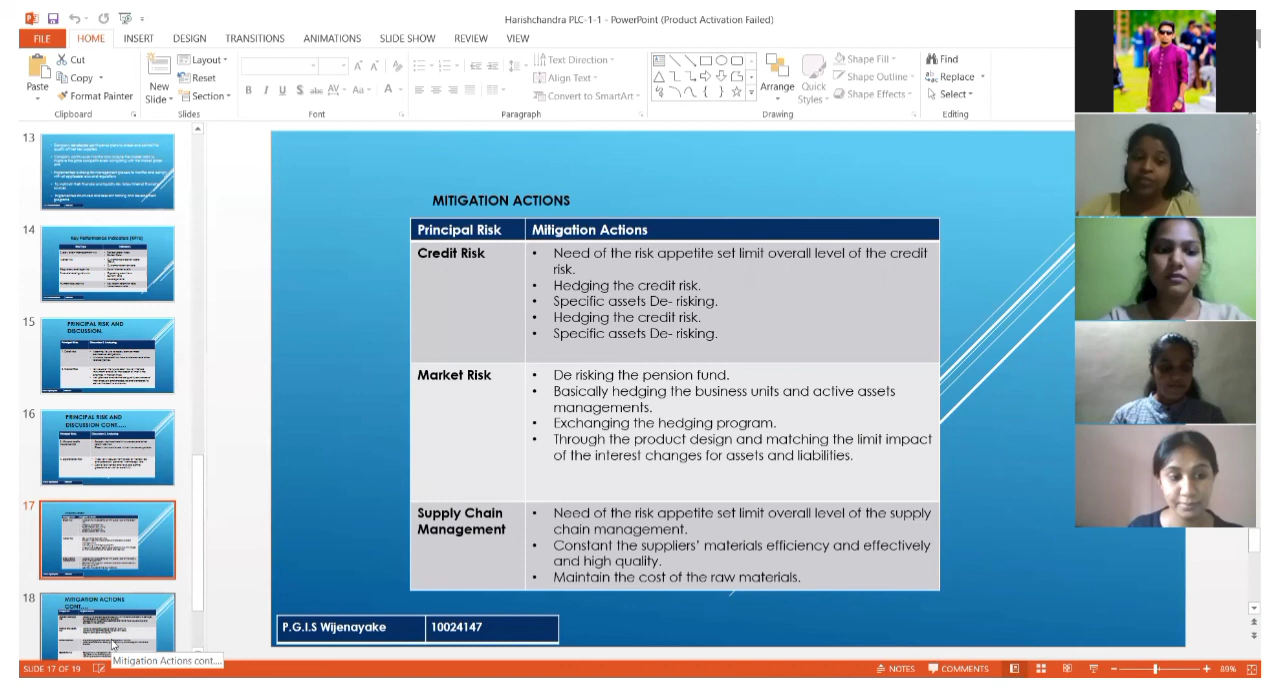 Harishchandra PLC-1-1 - PowerPoint (Product Activation Failed)
FILE HOME INSERT DESIGN TRANSITIONS ANIMATIONS SLIDE SHOW REVIEW VIEW
Paste
Cut
Copy
Format Painter
Clipboard
New Slide
Layout
Reset
Section
Slides
B I U S abc AV Aa A
Font
Text Direction
Align Text
Convert to SmartArt
Paragraph
Arrange
Quick Styles
Shape Fill
Shape Outline
Shape Effects
Drawing
Find
Replace
Select
Editing
13
14
Key Performance Indicators (KPI's)
15
PRINCIPAL RISK AND
DISCUSSION.
16
PRINCIPAL RISK AND
DISCUSSION CONT.....
17
18
MITIGATION ACTIONS
CONT.....
Mitigation Actions cont....
MITIGATION ACTIONS
Principal Risk Mitigation Actions
Credit Risk
• Need of the risk appetite set limit overall level of the credit
risk.
• Hedging the credit risk.
• Specific assets De- risking.
• Hedging the credit risk.
• Specific assets De- risking.
Market Risk
• De risking the pension fund.
• Basically hedging the business units and active assets
managements.
• Exchanging the hedging program.
• Through the product design and matching the limit impact
of the interest changes for assets and liabilities.
Supply Chain
Management
• Need of the risk appetite set limit overall level of the supply
chain management.
• Constant the suppliers' materials efficiency and effectively
and high quality.
• Maintain the cost of the raw materials.
P.G.I.S Wijenayake 10024147
SLIDE 17 OF 19
NOTES COMMENTS 89%